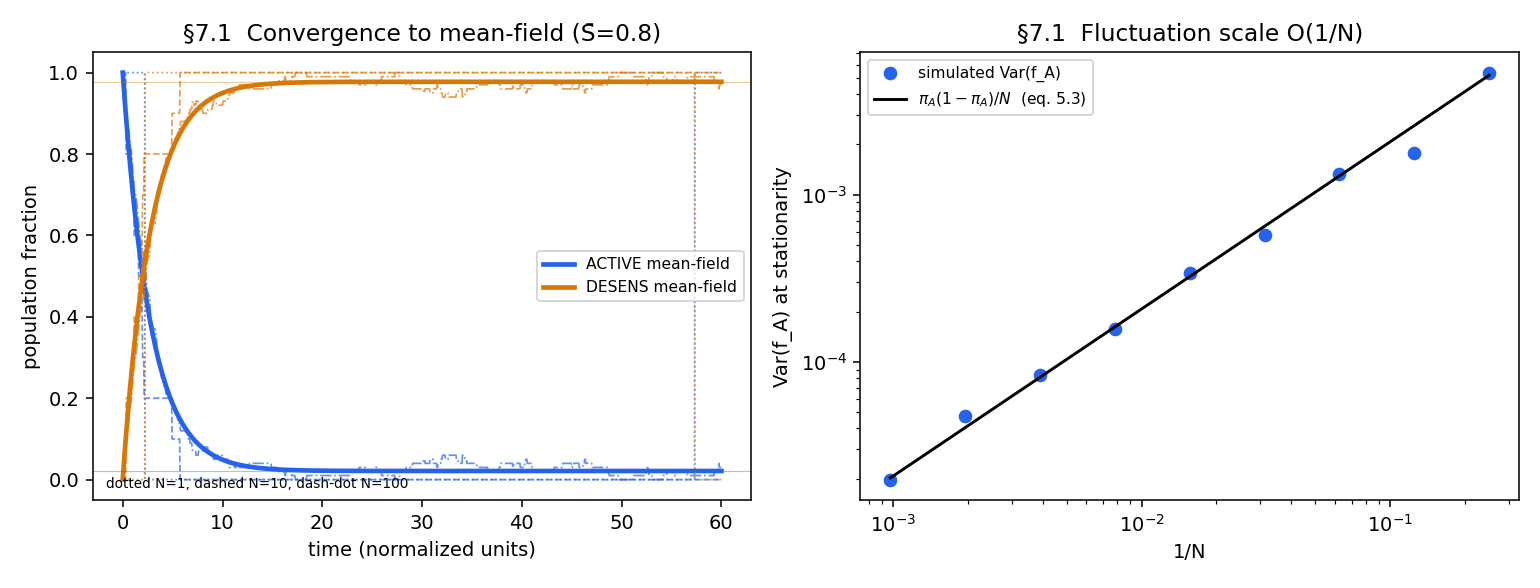 §7.1 Convergence to mean-field (S̄=0.8)
population fraction
1.0
0.8
0.6
0.4
0.2
0.0
ACTIVE mean-field
DESENS mean-field
dotted N=1, dashed N=10, dash-dot N=100
0 10 20 30 40 50 60
time (normalized units)
§7.1 Fluctuation scale O(1/N)
simulated Var(f_A)
π_A(1 − π_A)/N (eq. 5.3)
Var(f_A) at stationarity
10⁻³
10⁻⁴
10⁻³ 10⁻² 10⁻¹
1/N